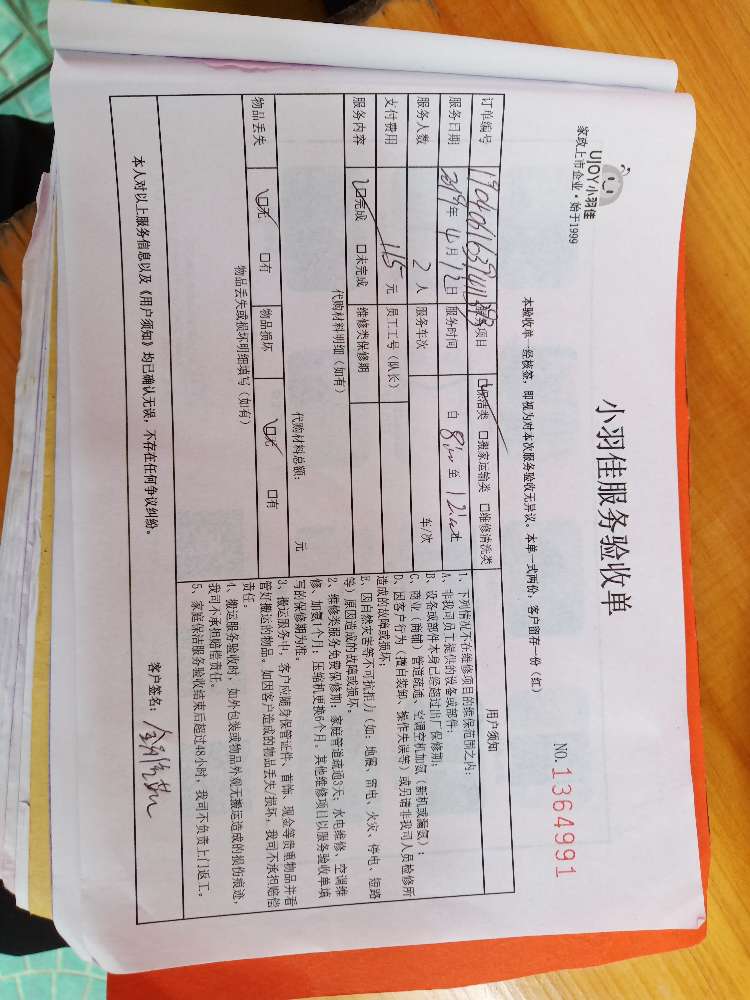 UJOY小羽佳
家政上市企业·始于1999
小羽佳服务验收单
本验收单一经核签，即视为对本次服务验收无异议。本单一式两份，客户留存一份（红）
NO. 1364991
订单编号 服务项目 □保洁类 □搬家运输类 □维修清洗类
服务日期 2019年 4月12日 服务时间 自 8:00 至 12:00止
服务人数 2 人 服务车次 车/次
支付费用 115 元 员工工号（队长）
服务内容 □完成 □未完成 维修类保修期
代购材料明细（如有）
代购材料总额： 元
物品丢失 □无 □有 物品损坏 □无 □有
物品丢失或损坏明细填写（如有）
用户须知
1、下列情况不在维修项目的维保范围之内：
A、非我司员工提供的设备或部件；
B、设备或部件本身已经超过出厂保修期；
C、商业（商铺）管道疏通、空调空机加氨（新机或漏氨）；
D、因客户行为（擅自装卸、操作失误等）或另请非我司人员检修所
造成的故障或损坏；
E、因自然灾害等不可抗拒力（如：地震、雷电、火灾、停电、短路
等）原因造成的故障或损坏。
2、维修类服务免费保修期：家庭管道疏通3天；水电维修、空调维
修、加氨1个月；压缩机更换6个月。其他维修项目以服务验收单填
写的保修期为准。
3、搬运服务中，客户应随身保管证件、首饰、现金等贵重物品并看
管好搬运的物品。如因客户造成的物品丢失/损坏，我司不承担赔偿
责任。
4、搬运服务验收时，如外包装或物品外观无搬运造成的损伤痕迹，
我司不承担赔偿责任。
5、家庭保洁服务验收结束后超过48小时，我司不负责上门返工。
本人对以上服务信息以及《用户须知》均已确认无误，不存在任何争议纠纷。
客户签名：